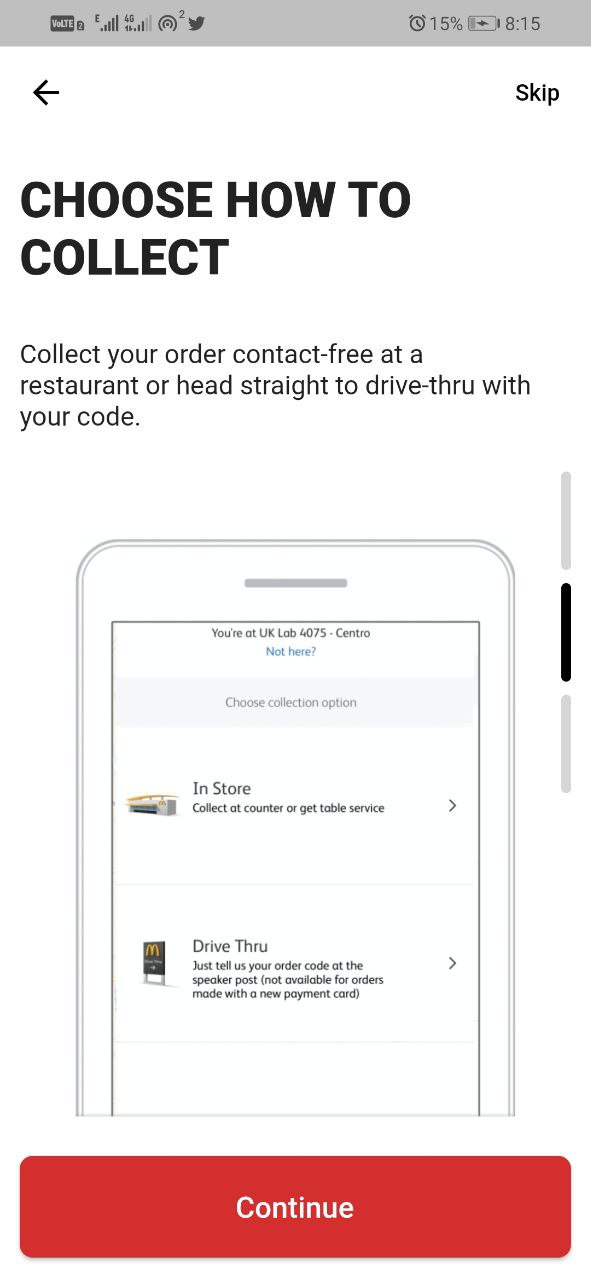 VoLTE 2 E 4G 2 15% 8:15
Skip
CHOOSE HOW TO
COLLECT
Collect your order contact-free at a
restaurant or head straight to drive-thru with
your code.
You're at UK Lab 4075 - Centro
Not here?
Choose collection option
In Store
Collect at counter or get table service
Drive Thru
Just tell us your order code at the
speaker post (not available for orders
made with a new payment card)
Continue